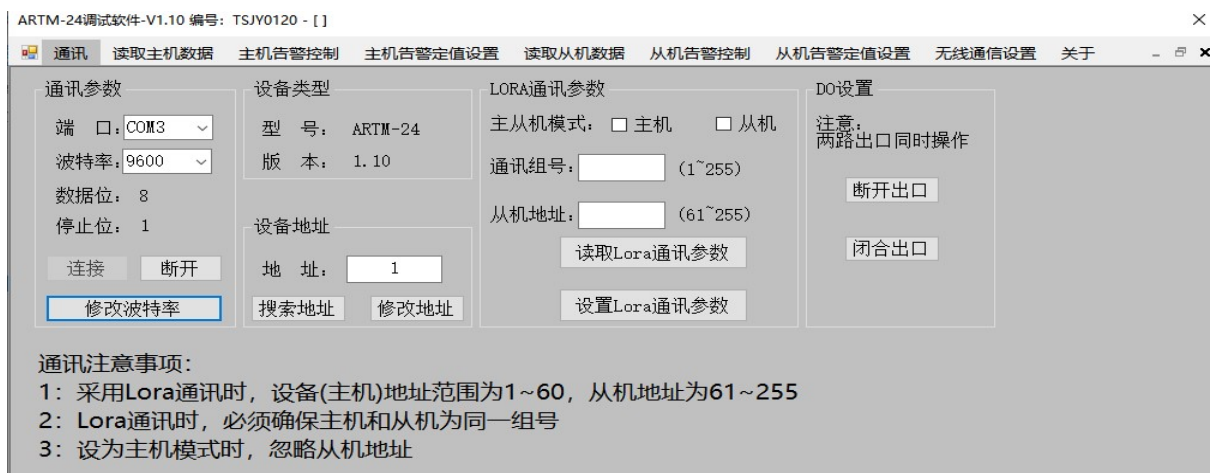 ARTM-24调试软件-V1.10 编号：TSJY0120 - [ ]
通讯 读取主机数据 主机告警控制 主机告警定值设置 读取从机数据 从机告警控制 从机告警定值设置 无线通信设置 关于
通讯参数
端 口：COM3
波特率：9600
数据位： 8
停止位： 1
连接 断开
修改波特率
设备类型
型 号： ARTM-24
版 本： 1.10
设备地址
地 址： 1
搜索地址 修改地址
LORA通讯参数
主从机模式： 主机 从机
通讯组号： (1~255)
从机地址： (61~255)
读取Lora通讯参数
设置Lora通讯参数
DO设置
注意：
两路出口同时操作
断开出口
闭合出口
通讯注意事项：
1：采用Lora通讯时，设备(主机)地址范围为1~60，从机地址为61~255
2：Lora通讯时，必须确保主机和从机为同一组号
3：设为主机模式时，忽略从机地址